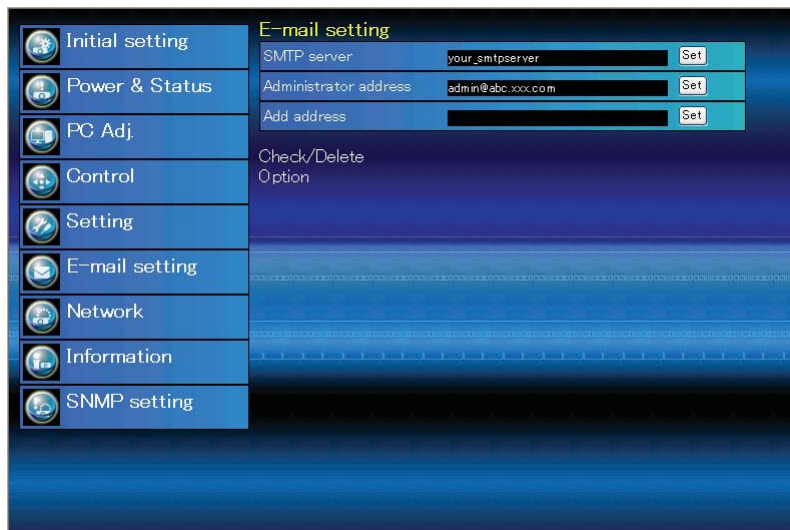 Initial setting
Power & Status
PC Adj.
Control
Setting
E-mail setting
Network
Information
SNMP setting
E-mail setting
SMTP server your_smtpserver Set
Administrator address admin@abc.xxx.com Set
Add address Set
Check/Delete
Option